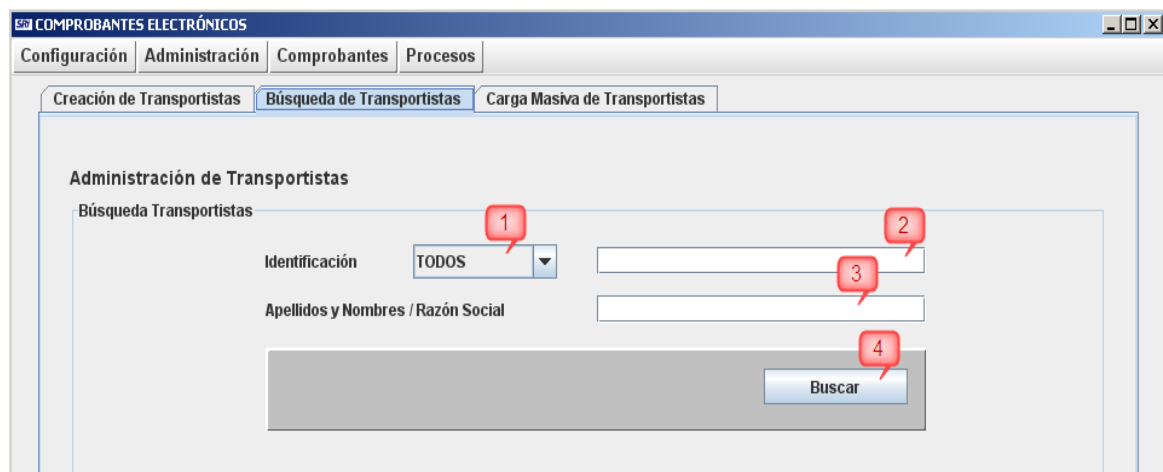 SRI COMPROBANTES ELECTRÓNICOS
Configuración Administración Comprobantes Procesos
Creación de Transportistas Búsqueda de Transportistas Carga Masiva de Transportistas
Administración de Transportistas
Búsqueda Transportistas
1
2
Identificación TODOS
3
Apellidos y Nombres / Razón Social
4
Buscar